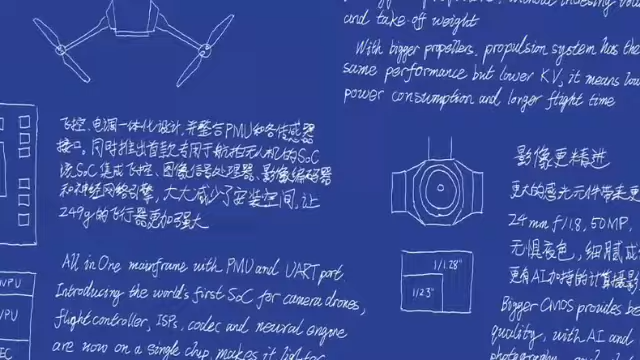 and take-off weight
With bigger propellers, propulsion system has the
same performance but lower KV, it means low
power consumption and longer flight time
飞控、电调一体化设计, 并整合PMU和各传感器
接口。同时推出首款专用于航拍无人机的SoC
该SoC集成飞控、图像信号处理器、影像编码器
和神经网络引擎, 大大减少了安装空间, 让
249g的飞行器更加强大
All in One mainframe with PMU and UART port.
Introducing the world's first SoC for camera drones,
flight controller, ISPs, codec and neural engine
are now on a single chip, makes it lighter
VPU
影像更精进
更大的感光元件带来更
24mm f/1.8, 50MP,
无惧夜色, 细腻成
更有AI加持的计算摄影
1/1.28"
1/2.3"
Bigger CMOS provides be
quality, with AI and
photography